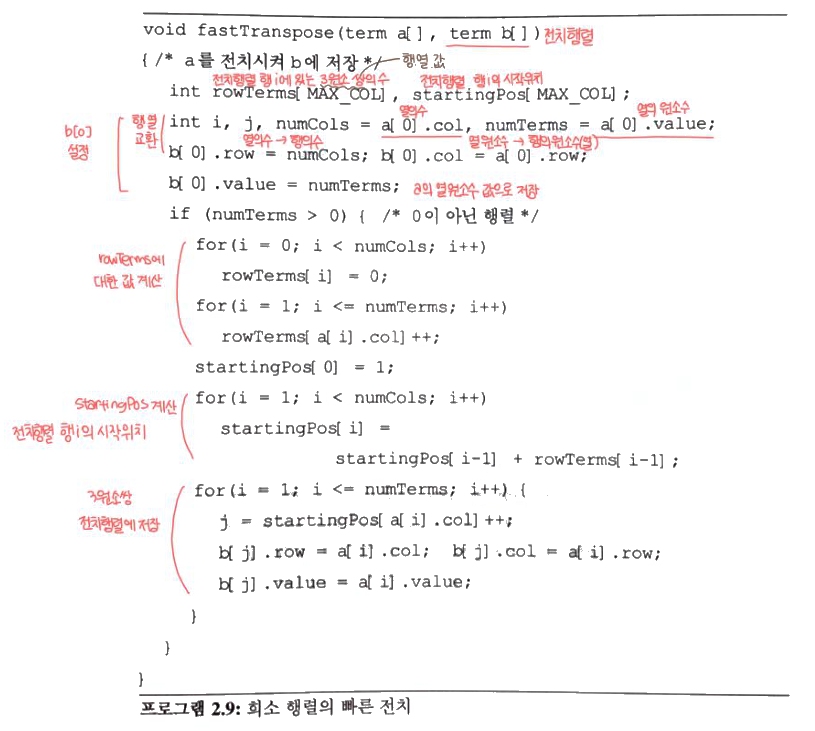 void fastTranspose(term a[], term b[]) 전치행렬
{ /* a를 전치시켜 b에 저장 */ 행열 값
전치행렬 행 i에 있는 3원소 쌍의 수 전치행렬 행i의 시작위치
int rowTerms[MAX_COL], startingPos[MAX_COL];
열의수 열의 원소수
b[0] 설정 행열 교환 int i, j, numCols = a[0].col, numTerms = a[0].value;
열의수 → 행의수 열원소수 → 행의원소수(열)
b[0].row = numCols; b[0].col = a[0].row;
b[0].value = numTerms; a의 열원소수 값으로 저장
if (numTerms > 0) { /* 0이 아닌 행렬 */
for(i = 0; i < numCols; i++)
rowTerms에 대한 값 계산 rowTerms[i] = 0;
for(i = 1; i <= numTerms; i++)
rowTerms[a[i].col]++;
startingPos[0] = 1;
for(i = 1; i < numCols; i++)
startingPos 계산
전치행렬 행i의 시작위치 startingPos[i] =
startingPos[i-1] + rowTerms[i-1];
3원소쌍 for(i = 1; i <= numTerms; i++) {
전치행렬에 저장 j = startingPos[a[i].col]++;
b[j].row = a[i].col; b[j].col = a[i].row;
b[j].value = a[i].value;
}
}
}
프로그램 2.9: 희소 행렬의 빠른 전치